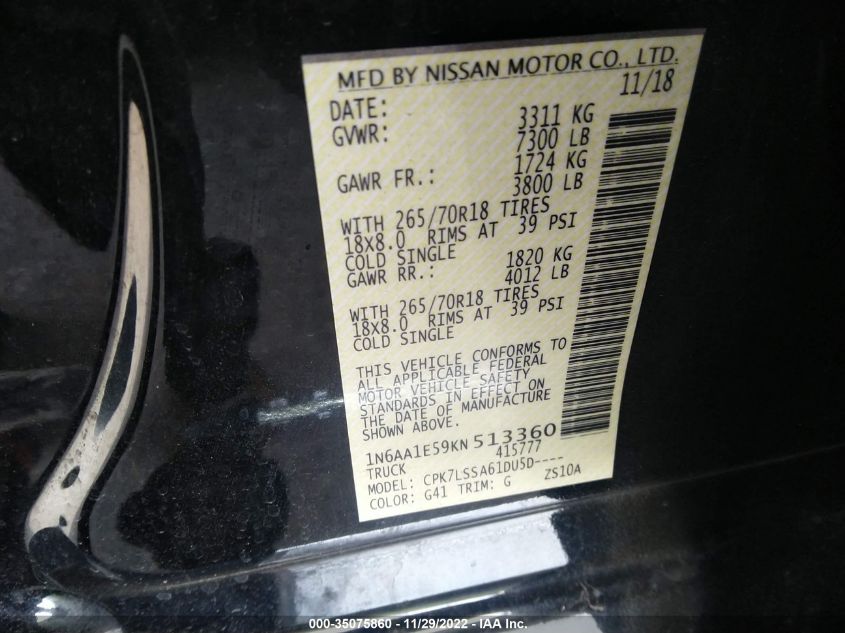 MFD BY NISSAN MOTOR CO., LTD.
DATE: 11/18
GVWR: 3311 KG
7300 LB
GAWR FR.: 1724 KG
3800 LB
WITH 265/70R18 TIRES
18X8.0 RIMS AT 39 PSI
COLD SINGLE
GAWR RR.: 1820 KG
4012 LB
WITH 265/70R18 TIRES
18X8.0 RIMS AT 39 PSI
COLD SINGLE
THIS VEHICLE CONFORMS TO
ALL APPLICABLE FEDERAL
MOTOR VEHICLE SAFETY
STANDARDS IN EFFECT ON
THE DATE OF MANUFACTURE
SHOWN ABOVE.
1N6AA1E59KN 513360
TRUCK 415777
MODEL: CPK7LSSA61DU5D----
COLOR: G41 TRIM: G ZS10A
000-35075860 - 11/29/2022 - IAA Inc.